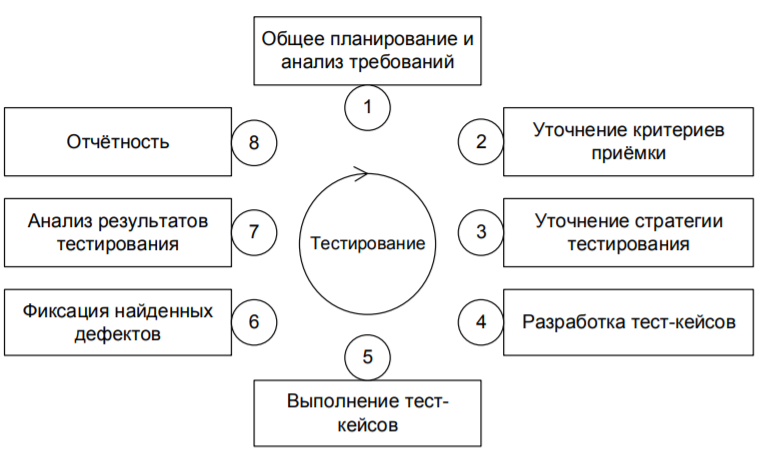 Общее планирование и
анализ требований
1
2
Уточнение критериев
приёмки
3
Уточнение стратегии
тестирования
4
Разработка тест-кейсов
5
Выполнение тест-
кейсов
6
Фиксация найденных
дефектов
7
Анализ результатов
тестирования
8
Отчётность
Тестирование